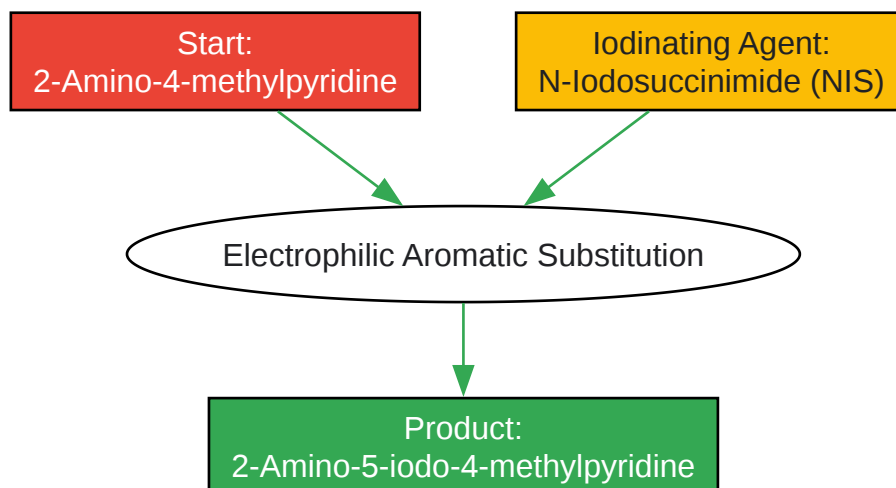 Start:
2-Amino-4-methylpyridine
Iodinating Agent:
N-Iodosuccinimide (NIS)
Electrophilic Aromatic Substitution
Product:
2-Amino-5-iodo-4-methylpyridine